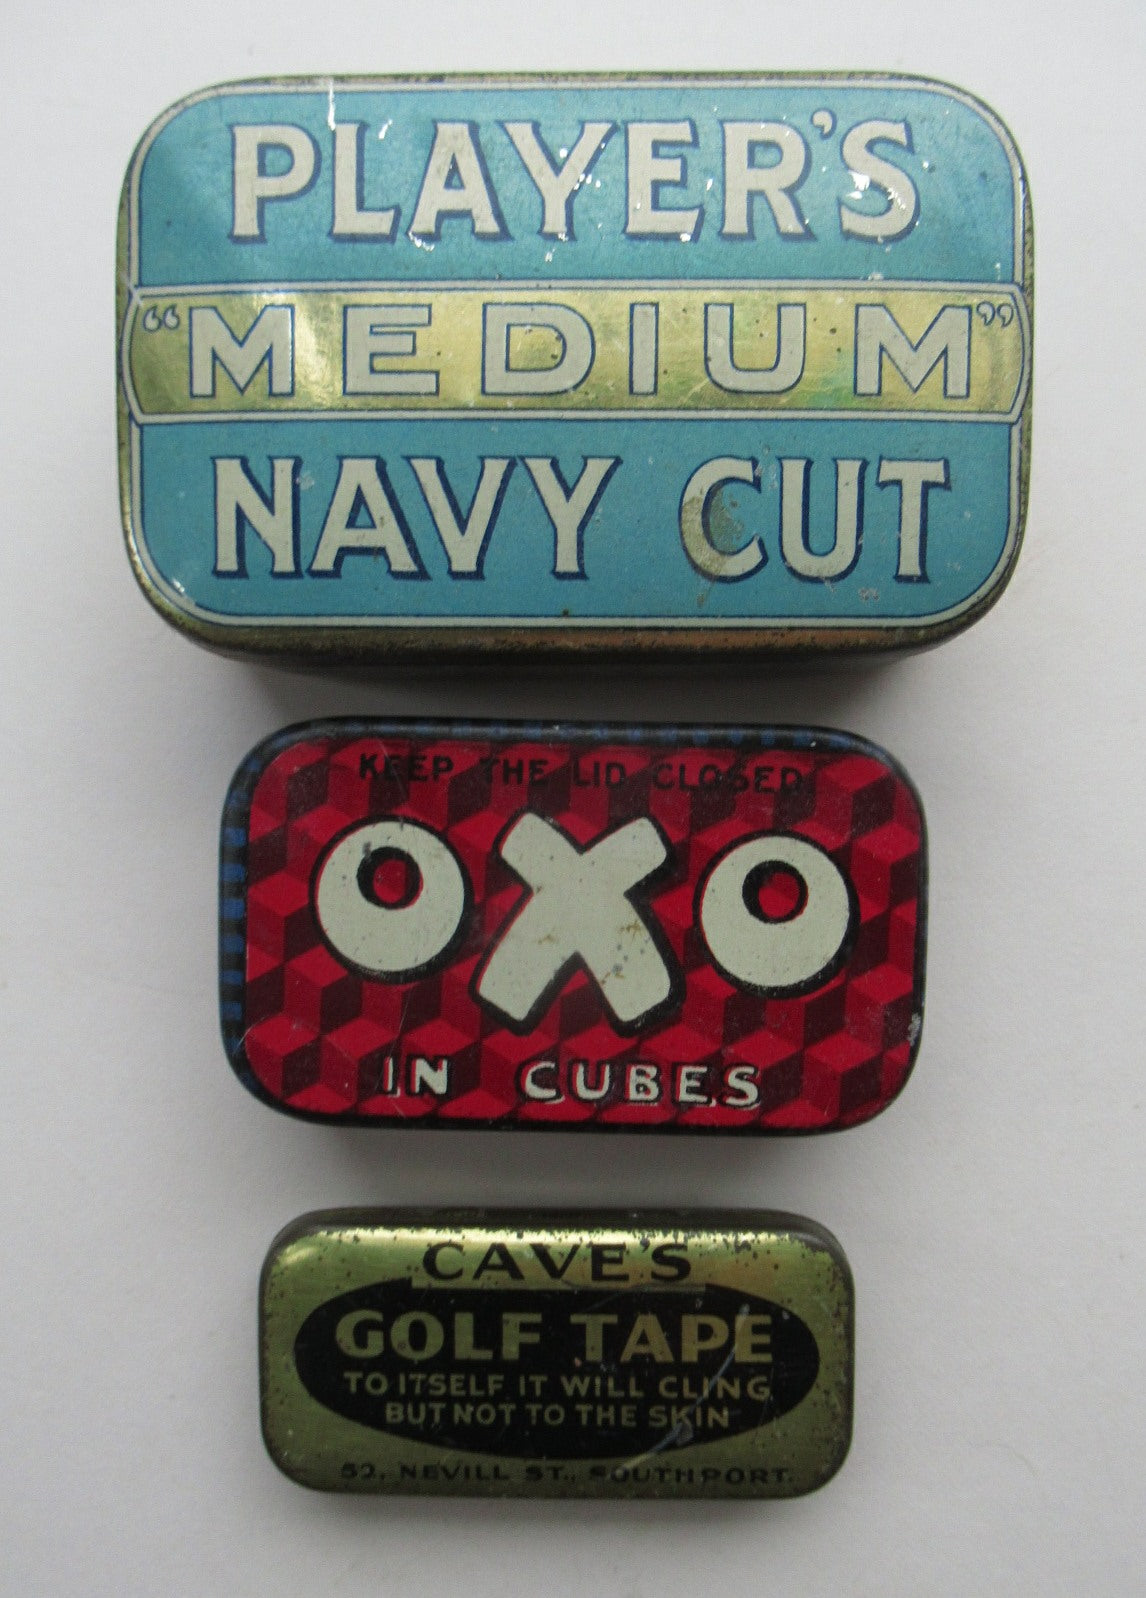 PLAYER'S
"MEDIUM"
NAVY CUT
KEEP THE LID CLOSED
OXO
IN CUBES
CAVE'S
GOLF TAPE
TO ITSELF IT WILL CLING
BUT NOT TO THE SKIN
52, NEVILL ST., SOUTHPORT.